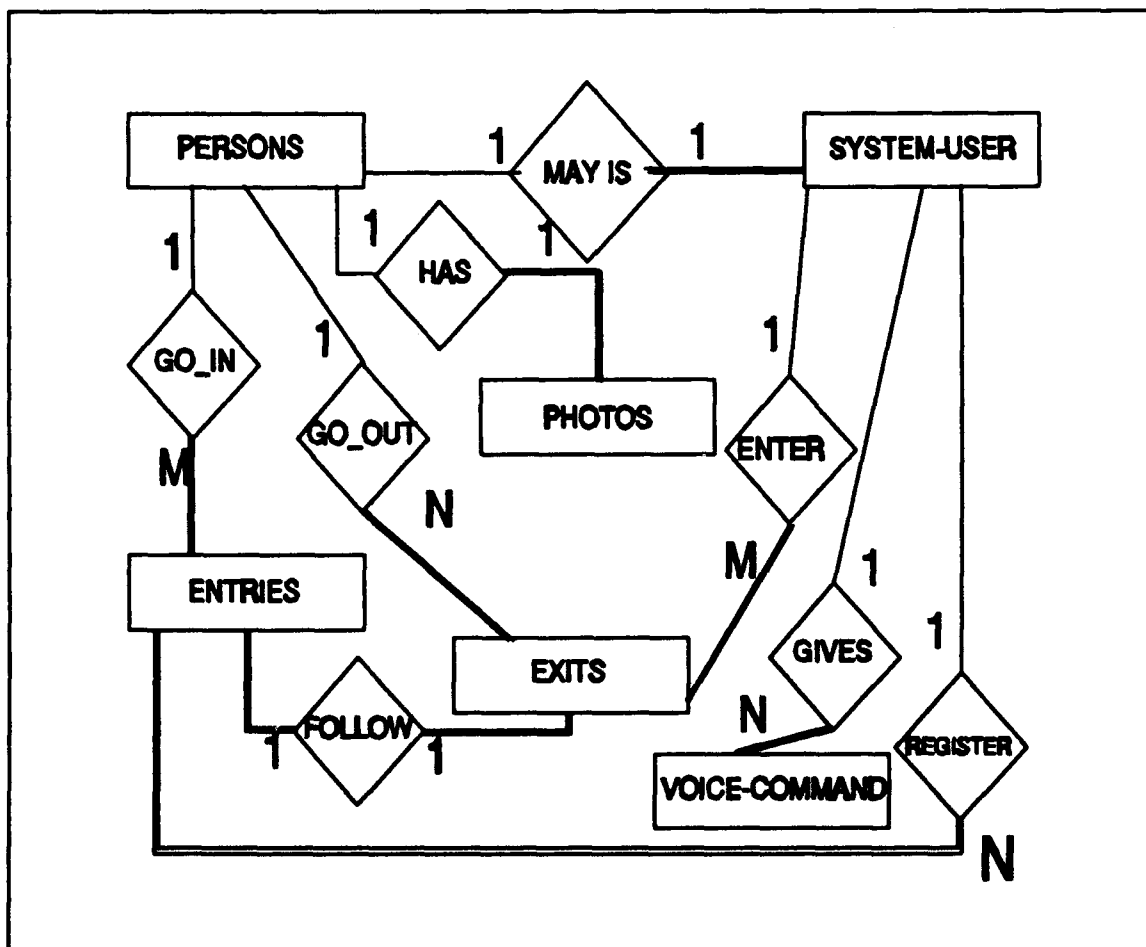 PERSONS
1
MAY IS
1
SYSTEM-USER
1
1
HAS
1
GO_IN
1
GO_OUT
PHOTOS
1
ENTER
M
N
M
ENTRIES
EXITS
1
GIVES
1
1
FOLLOW
1
N
REGISTER
VOICE-COMMAND
N